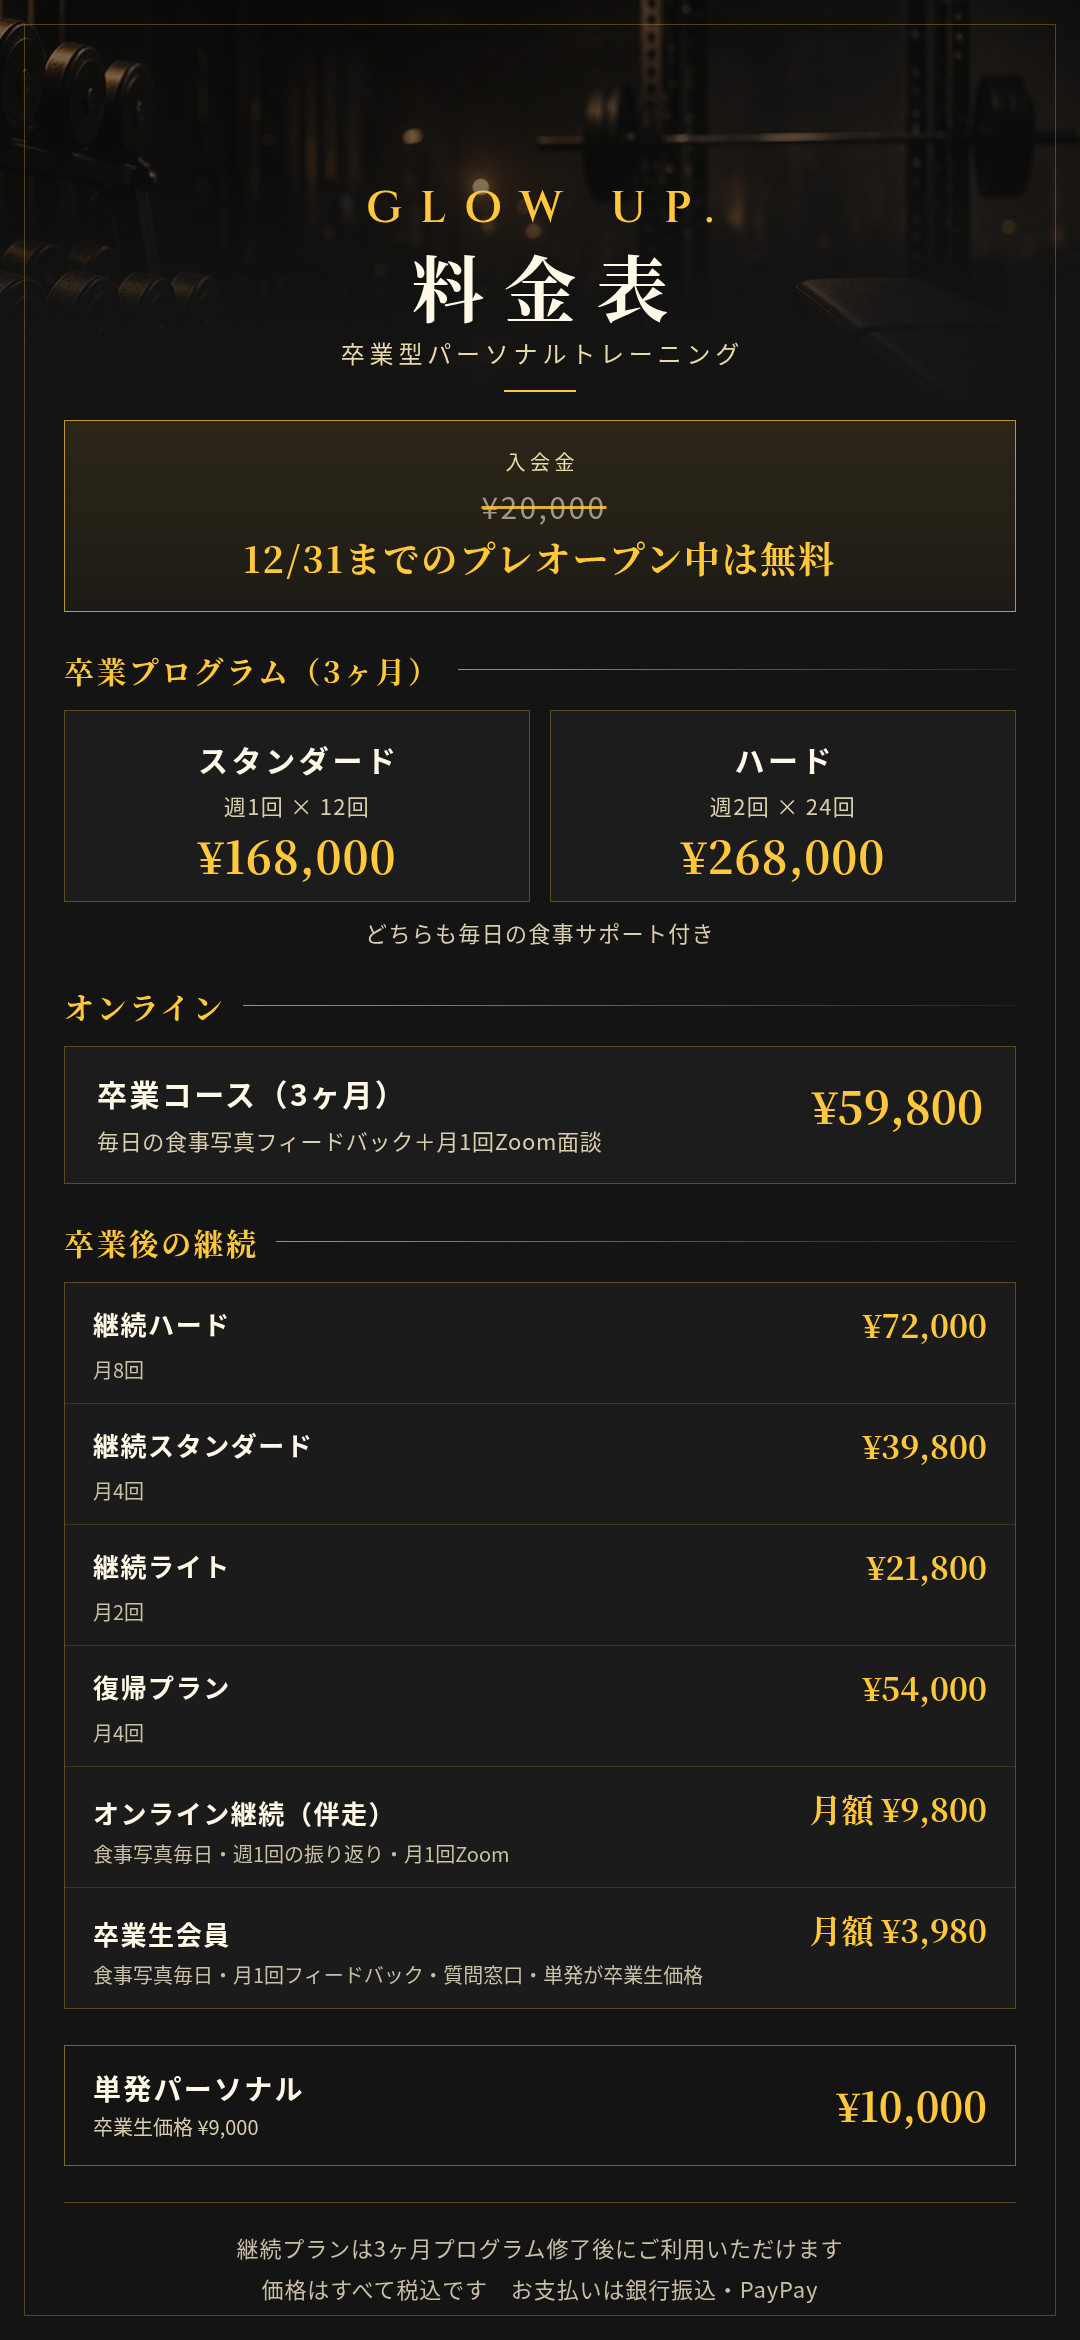 GLOW UP.
料金表
卒業型パーソナルトレーニング
入会金
¥20,000
12/31までのプレオープン中は無料
卒業プログラム（3ヶ月）
スタンダード
週1回 × 12回
¥168,000
ハード
週2回 × 24回
¥268,000
どちらも毎日の食事サポート付き
オンライン
卒業コース（3ヶ月）
毎日の食事写真フィードバック＋月1回Zoom面談
¥59,800
卒業後の継続
継続ハード
¥72,000
月8回
継続スタンダード
¥39,800
月4回
継続ライト
¥21,800
月2回
復帰プラン
¥54,000
月4回
オンライン継続（伴走）
月額 ¥9,800
食事写真毎日・週1回の振り返り・月1回Zoom
卒業生会員
月額 ¥3,980
食事写真毎日・月1回フィードバック・質問窓口・単発が卒業生価格
単発パーソナル
¥10,000
卒業生価格 ¥9,000
継続プランは3ヶ月プログラム修了後にご利用いただけます
価格はすべて税込です　お支払いは銀行振込・PayPay